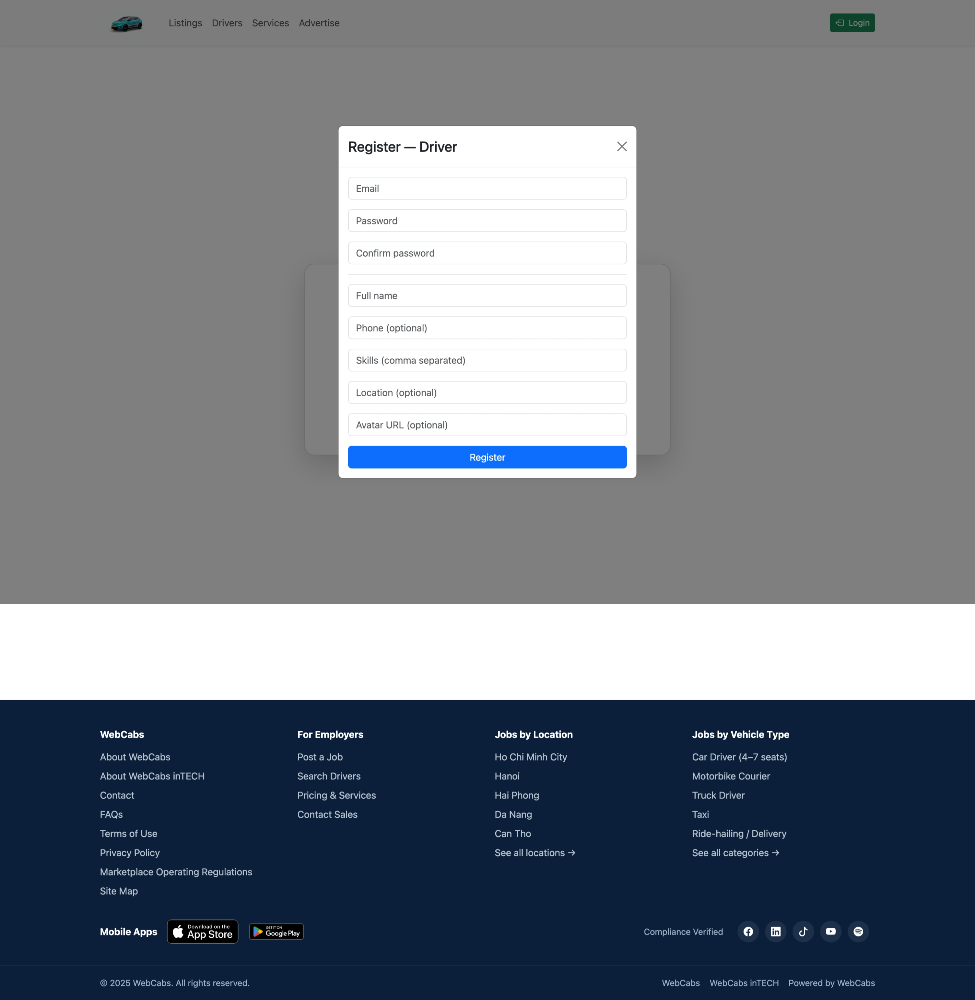 Listings Drivers Services Advertise Login
Register — Driver
Email
Password
Confirm password
Full name
Phone (optional)
Skills (comma separated)
Location (optional)
Avatar URL (optional)
Register
WebCabs
About WebCabs
About WebCabs inTECH
Contact
FAQs
Terms of Use
Privacy Policy
Marketplace Operating Regulations
Site Map
For Employers
Post a Job
Search Drivers
Pricing & Services
Contact Sales
Jobs by Location
Ho Chi Minh City
Hanoi
Hai Phong
Da Nang
Can Tho
See all locations →
Jobs by Vehicle Type
Car Driver (4–7 seats)
Motorbike Courier
Truck Driver
Taxi
Ride-hailing / Delivery
See all categories →
Mobile Apps
Download on the
App Store
GET IT ON
Google Play
Compliance Verified
© 2025 WebCabs. All rights reserved.
WebCabs WebCabs inTECH Powered by WebCabs